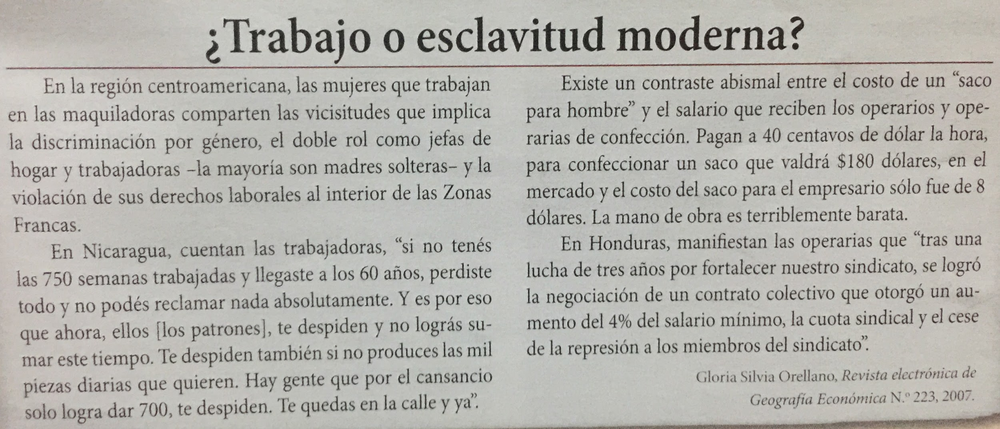 ¿Trabajo o esclavitud moderna?
En la región centroamericana, las mujeres que trabajan
en las maquiladoras comparten las vicisitudes que implica
la discriminación por género, el doble rol como jefas de
hogar y trabajadoras –la mayoría son madres solteras– y la
violación de sus derechos laborales al interior de las Zonas
Francas.
En Nicaragua, cuentan las trabajadoras, “si no tenés
las 750 semanas trabajadas y llegaste a los 60 años, perdiste
todo y no podés reclamar nada absolutamente. Y es por eso
que ahora, ellos [los patrones], te despiden y no lográs su-
mar este tiempo. Te despiden también si no produces las mil
piezas diarias que quieren. Hay gente que por el cansancio
solo logra dar 700, te despiden. Te quedas en la calle y ya”.
Existe un contraste abismal entre el costo de un “saco
para hombre” y el salario que reciben los operarios y ope-
rarias de confección. Pagan a 40 centavos de dólar la hora,
para confeccionar un saco que valdrá $180 dólares, en el
mercado y el costo del saco para el empresario sólo fue de 8
dólares. La mano de obra es terriblemente barata.
En Honduras, manifiestan las operarias que “tras una
lucha de tres años por fortalecer nuestro sindicato, se logró
la negociación de un contrato colectivo que otorgó un au-
mento del 4% del salario mínimo, la cuota sindical y el cese
de la represión a los miembros del sindicato”.
Gloria Silvia Orellano, Revista electrónica de
Geografía Económica N.º 223, 2007.